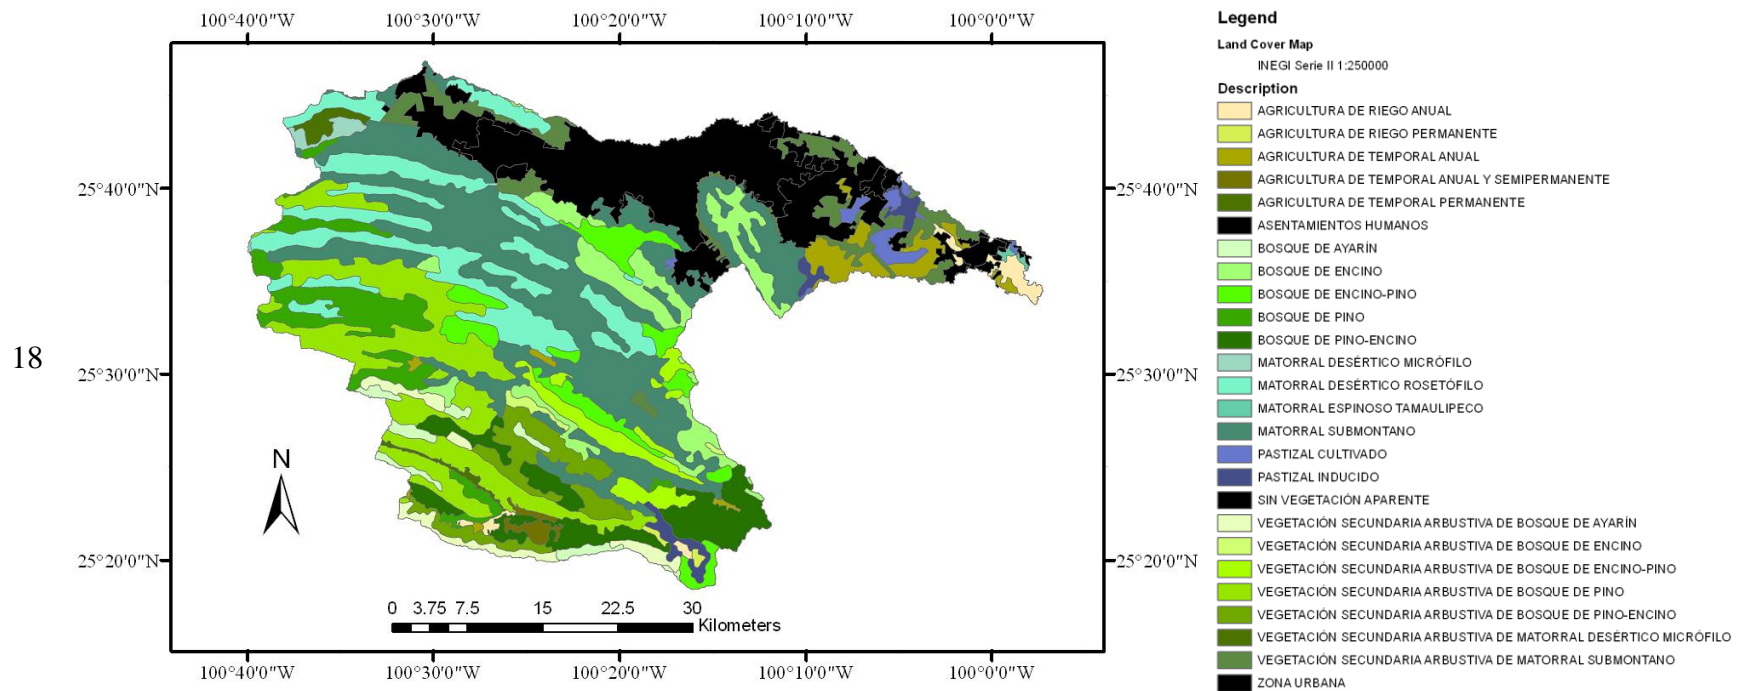 100°40'0"W 100°30'0"W 100°20'0"W 100°10'0"W 100°0'0"W
25°40'0"N 25°40'0"N
18
25°30'0"N 25°30'0"N
N
25°20'0"N 25°20'0"N
0 3.75 7.5 15 22.5 30
Kilometers
100°40'0"W 100°30'0"W 100°20'0"W 100°10'0"W 100°0'0"W
Legend
Land Cover Map
INEGI Serie II 1:250000
Description
AGRICULTURA DE RIEGO ANUAL
AGRICULTURA DE RIEGO PERMANENTE
AGRICULTURA DE TEMPORAL ANUAL
AGRICULTURA DE TEMPORAL ANUAL Y SEMIPERMANENTE
AGRICULTURA DE TEMPORAL PERMANENTE
ASENTAMIENTOS HUMANOS
BOSQUE DE AYARÍN
BOSQUE DE ENCINO
BOSQUE DE ENCINO-PINO
BOSQUE DE PINO
BOSQUE DE PINO-ENCINO
MATORRAL DESÉRTICO MICRÓFILO
MATORRAL DESÉRTICO ROSETÓFILO
MATORRAL ESPINOSO TAMAULIPECO
MATORRAL SUBMONTANO
PASTIZAL CULTIVADO
PASTIZAL INDUCIDO
SIN VEGETACIÓN APARENTE
VEGETACIÓN SECUNDARIA ARBUSTIVA DE BOSQUE DE AYARÍN
VEGETACIÓN SECUNDARIA ARBUSTIVA DE BOSQUE DE ENCINO
VEGETACIÓN SECUNDARIA ARBUSTIVA DE BOSQUE DE ENCINO-PINO
VEGETACIÓN SECUNDARIA ARBUSTIVA DE BOSQUE DE PINO
VEGETACIÓN SECUNDARIA ARBUSTIVA DE BOSQUE DE PINO-ENCINO
VEGETACIÓN SECUNDARIA ARBUSTIVA DE MATORRAL DESÉRTICO MICRÓFILO
VEGETACIÓN SECUNDARIA ARBUSTIVA DE MATORRAL SUBMONTANO
ZONA URBANA